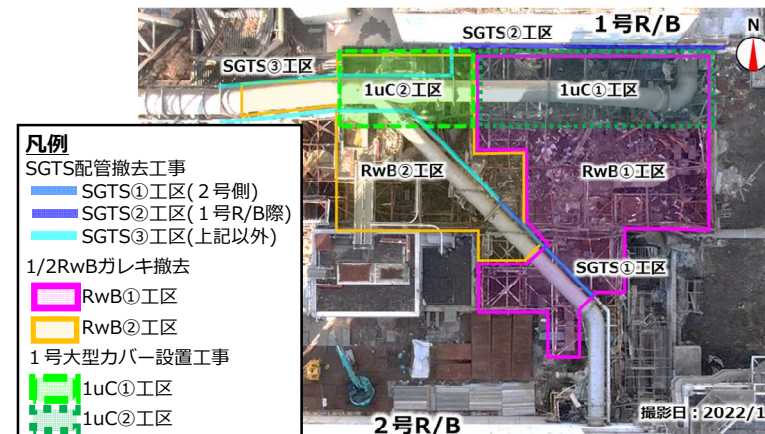 1号R/B
SGTS②工区
N
SGTS③工区
1uC②工区
1uC①工区
RwB②工区
RwB①工区
SGTS①工区
凡例
SGTS配管撤去工事
SGTS①工区(２号側)
SGTS②工区(１号R/B際)
SGTS③工区(上記以外)
1/2RwBガレキ撤去
RwB①工区
RwB②工区
１号大型カバー設置工事
1uC①工区
1uC②工区
2号R/B
撮影日：2022/1